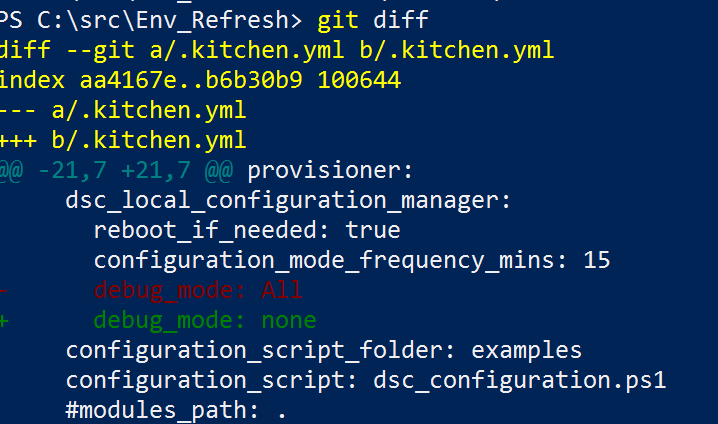 PS C:\src\Env_Refresh> git diff
diff --git a/.kitchen.yml b/.kitchen.yml
index aa4167e..b6b30b9 100644
--- a/.kitchen.yml
+++ b/.kitchen.yml
@@ -21,7 +21,7 @@ provisioner:
     dsc_local_configuration_manager:
       reboot_if_needed: true
       configuration_mode_frequency_mins: 15
-      debug_mode: All
+      debug_mode: none
     configuration_script_folder: examples
     configuration_script: dsc_configuration.ps1
     #modules_path: .